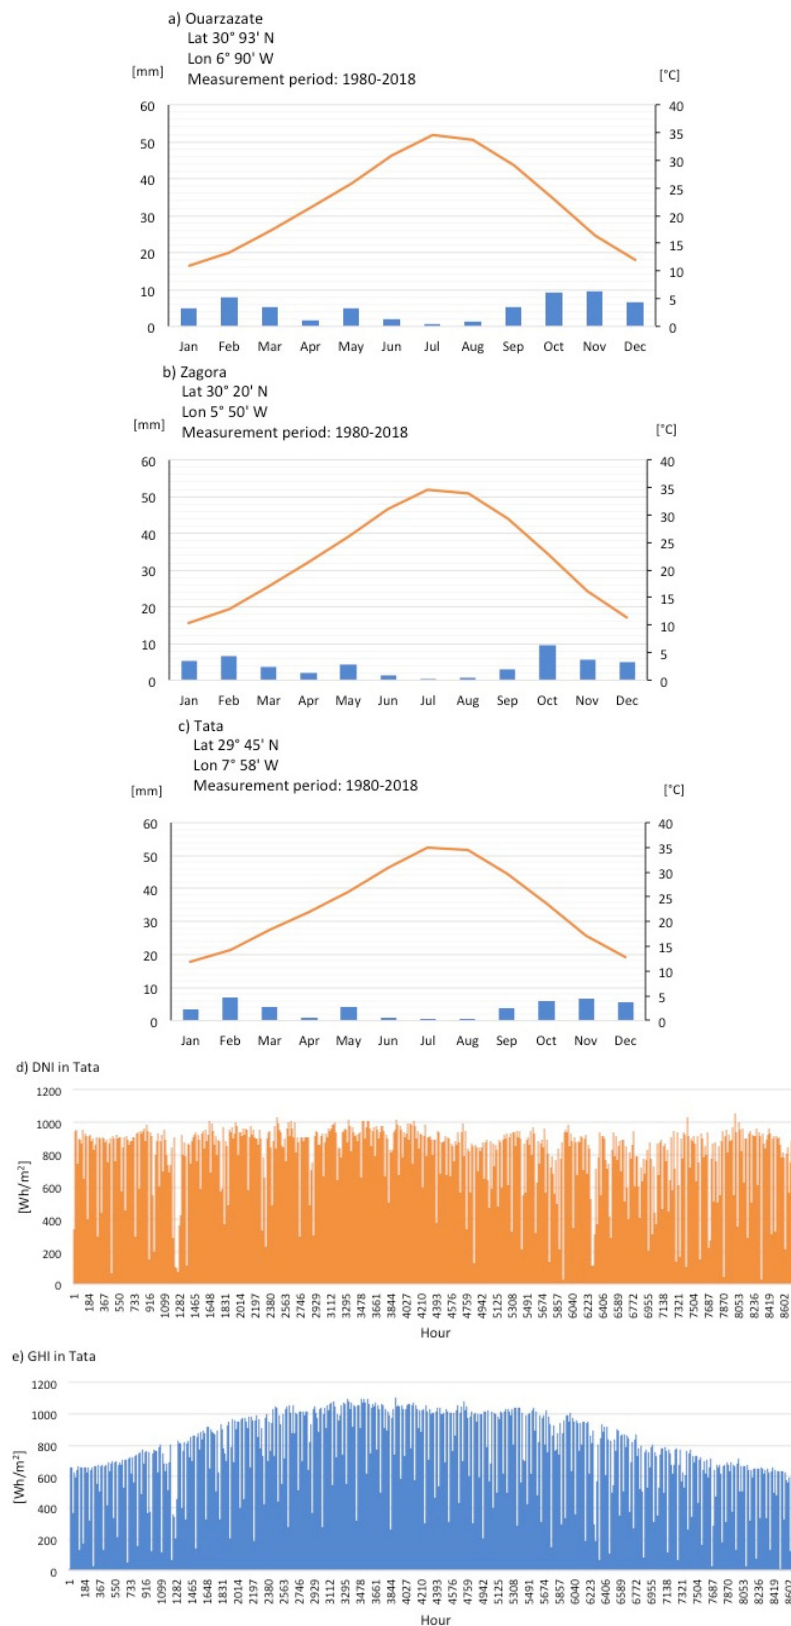 a) Ouarzazate
Lat 30° 93' N
Lon 6° 90' W
Measurement period: 1980-2018
[mm] [°C]
60 40
50 35
40 30
30 25
20 20
10 15
0 10
5
0
Jan Feb Mar Apr May Jun Jul Aug Sep Oct Nov Dec
b) Zagora
Lat 30° 20' N
Lon 5° 50' W
Measurement period: 1980-2018
[mm] [°C]
60 40
50 35
40 30
30 25
20 20
10 15
0 10
5
0
Jan Feb Mar Apr May Jun Jul Aug Sep Oct Nov Dec
c) Tata
Lat 29° 45' N
Lon 7° 58' W
Measurement period: 1980-2018
[mm] [°C]
60 40
50 35
40 30
30 25
20 20
10 15
0 10
5
0
Jan Feb Mar Apr May Jun Jul Aug Sep Oct Nov Dec
d) DNI in Tata
1200
1000
800
600
400
200
0
[Wh/m²]
1 184 367 550 733 916 1099 1282 1465 1648 1831 2014 2197 2380 2563 2746 2929 3112 3295 3478 3661 3844 4027 4210 4393 4576 4759 4942 5125 5308 5491 5674 5857 6040 6223 6406 6589 6772 6955 7138 7321 7504 7687 7870 8053 8236 8419 8602
Hour
e) GHI in Tata
1200
1000
800
600
400
200
0
[Wh/m²]
1 184 367 550 733 916 1099 1282 1465 1648 1831 2014 2197 2380 2563 2746 2929 3112 3295 3478 3661 3844 4027 4210 4393 4576 4759 4942 5125 5308 5491 5674 5857 6040 6223 6406 6589 6772 6955 7138 7321 7504 7687 7870 8053 8236 8419 8602
Hour